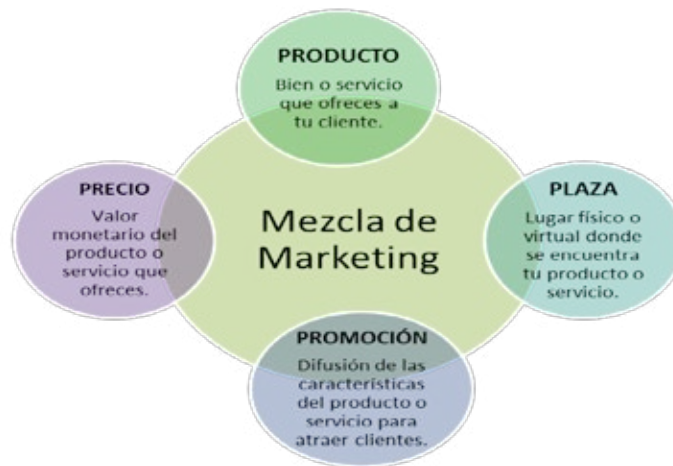 PRODUCTO
Bien o servicio
que ofreces a
tu cliente.
PRECIO
Valor
monetario del
producto o
servicio que
ofreces.
Mezcla de
Marketing
PLAZA
Lugar físico o
virtual donde
se encuentra
tu producto o
servicio.
PROMOCIÓN
Difusión de las
características
del producto o
servicio para
atraer clientes.